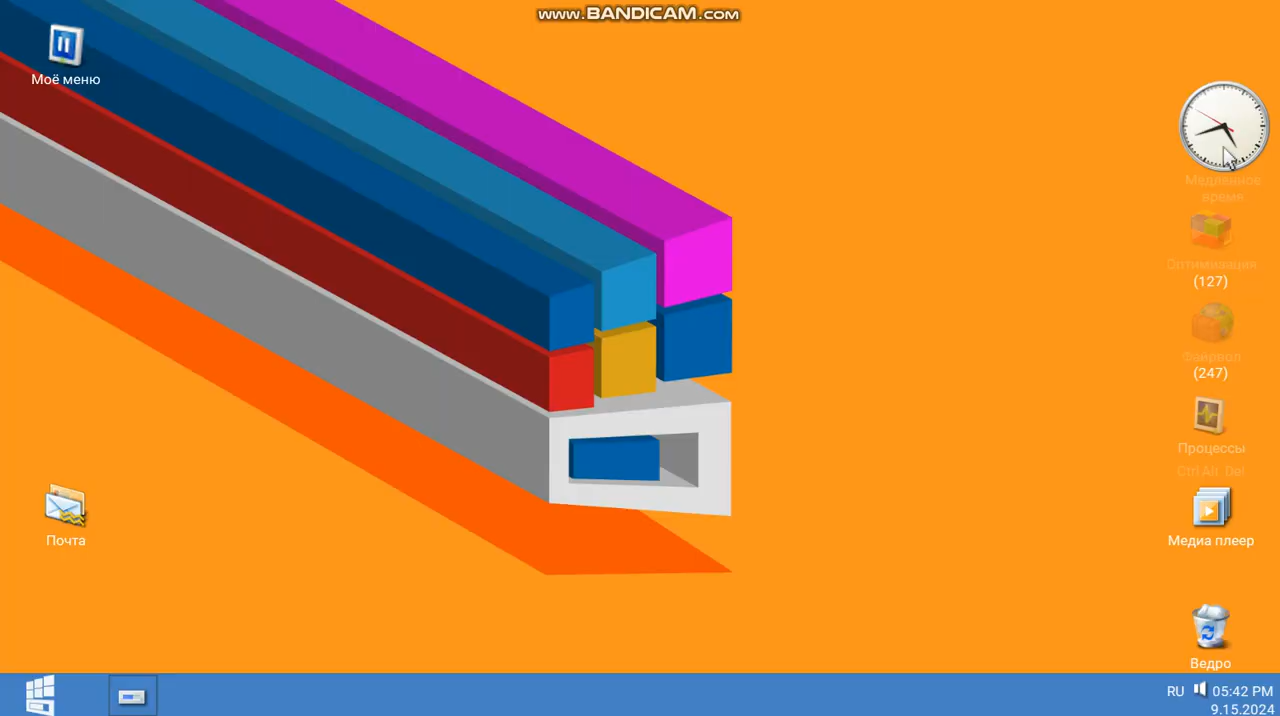 www.BANDICAM.com
Моё меню
Медленное
время
Оптимизация
(127)
Фаервол
(247)
Процессы
Ctrl Alt Del
Почта
Медиа плеер
Ведро
RU 05:42 PM
9.15.2024